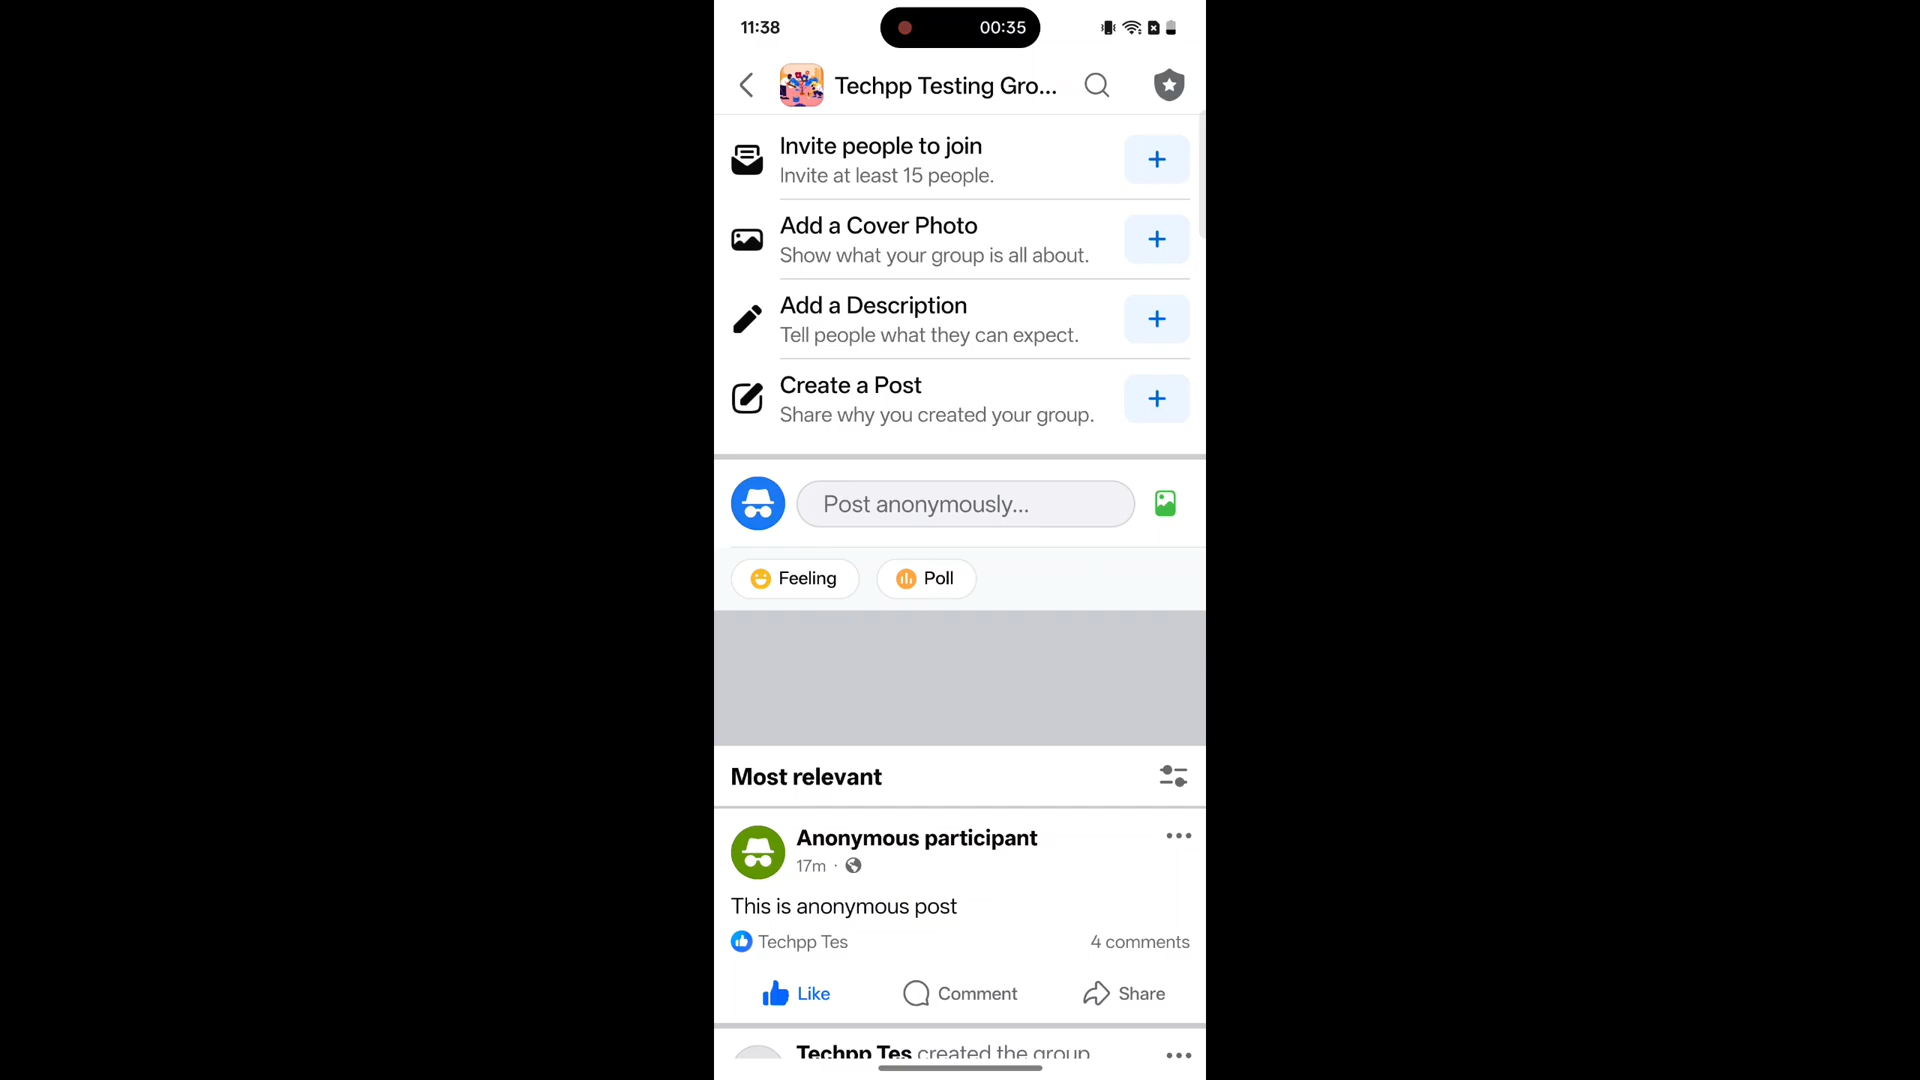 11:38
00:35
Techpp Testing Gro...
Invite people to join
Invite at least 15 people.
Add a Cover Photo
Show what your group is all about.
Add a Description
Tell people what they can expect.
Create a Post
Share why you created your group.
Post anonymously...
Feeling
Poll
Most relevant
Anonymous participant
17m ·
This is anonymous post
Techpp Tes
4 comments
Like
Comment
Share
Techpp Tes created the group